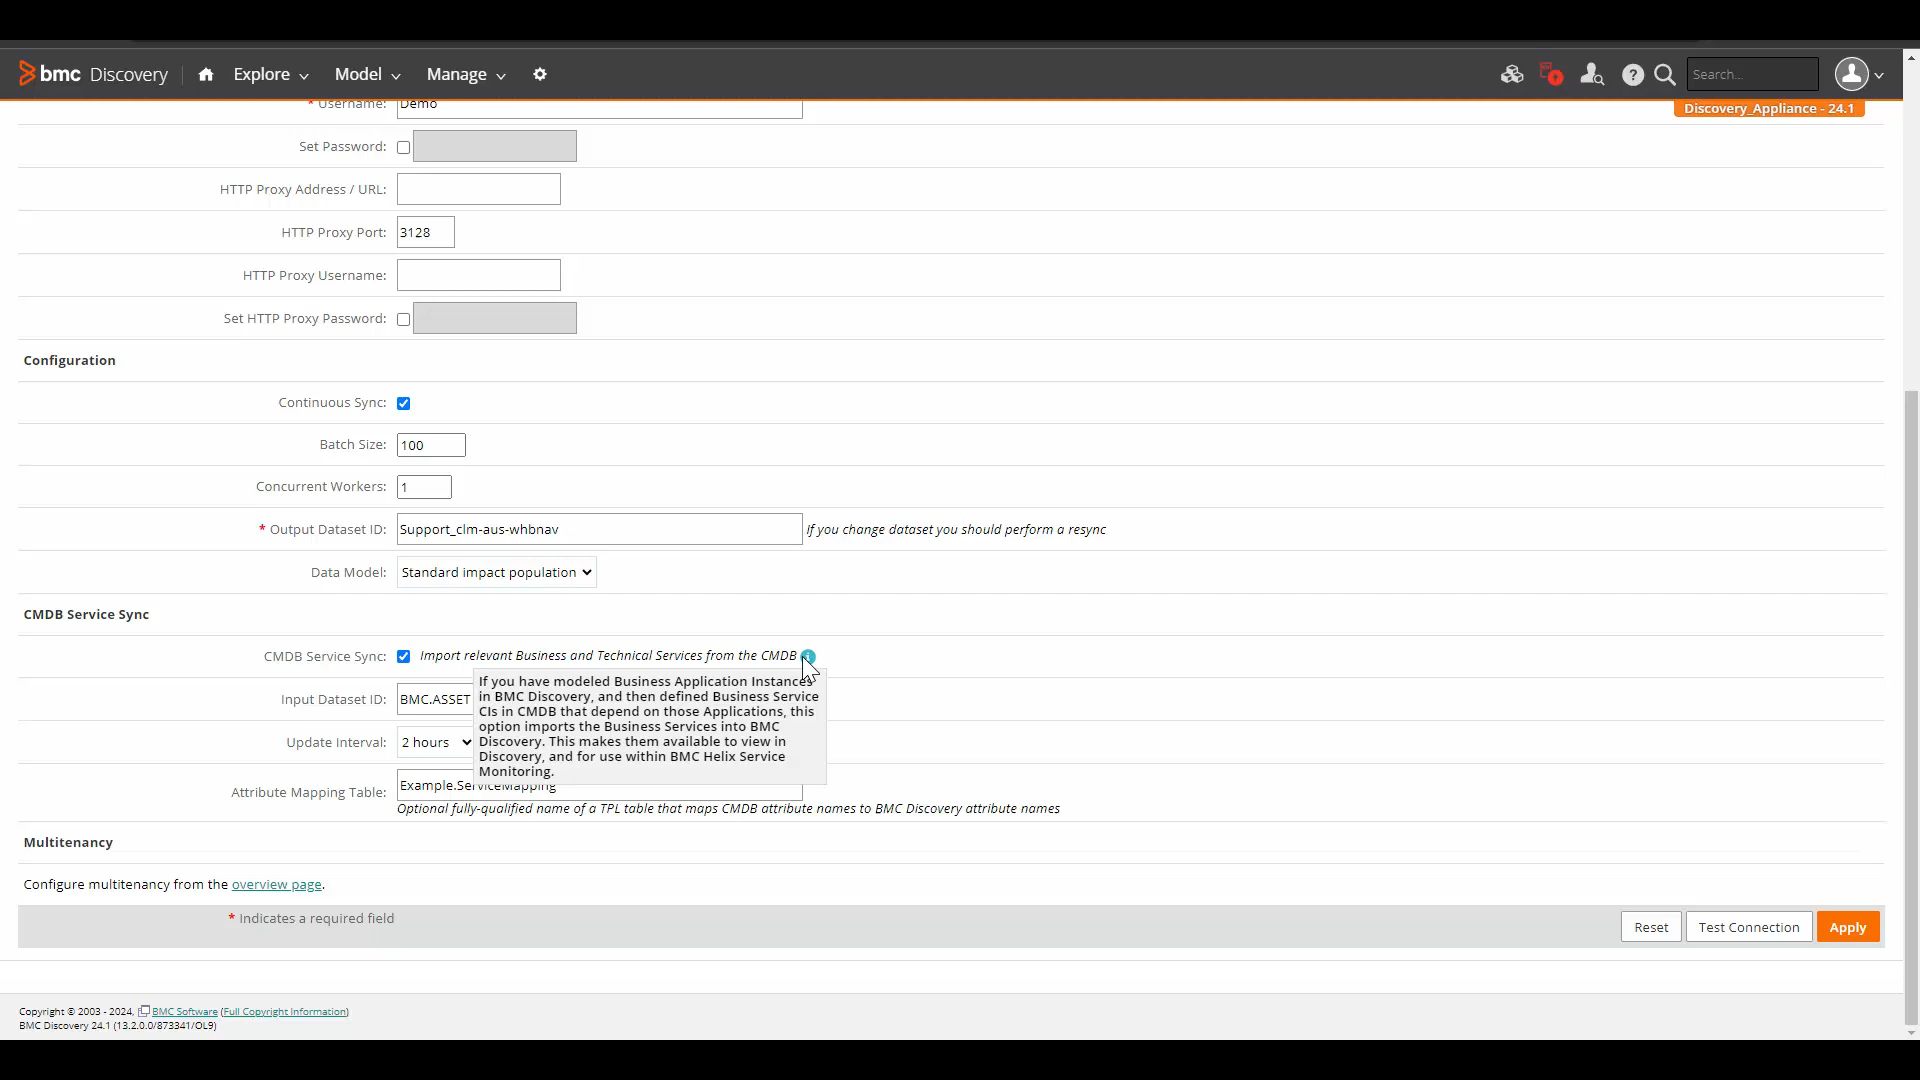 bmc Discovery Explore Model Manage Search...
* Username: Demo
Discovery_Appliance - 24.1
Set Password:
HTTP Proxy Address / URL:
HTTP Proxy Port: 3128
HTTP Proxy Username:
Set HTTP Proxy Password:
Configuration
Continuous Sync:
Batch Size: 100
Concurrent Workers: 1
* Output Dataset ID: Support_clm-aus-whbnav If you change dataset you should perform a resync
Data Model: Standard impact population
CMDB Service Sync
CMDB Service Sync: Import relevant Business and Technical Services from the CMDB
If you have modeled Business Application Instances
in BMC Discovery, and then defined Business Service
CIs in CMDB that depend on those Applications, this
option imports the Business Services into BMC
Discovery. This makes them available to view in
Discovery, and for use within BMC Helix Service
Monitoring.
Input Dataset ID: BMC.ASSET
Update Interval: 2 hours
Attribute Mapping Table: Example.ServiceMapping
Optional fully-qualified name of a TPL table that maps CMDB attribute names to BMC Discovery attribute names
Multitenancy
Configure multitenancy from the overview page.
* Indicates a required field
Reset Test Connection Apply
Copyright © 2003 - 2024, BMC Software (Full Copyright Information)
BMC Discovery 24.1 (13.2.0.0/873341/OL9)